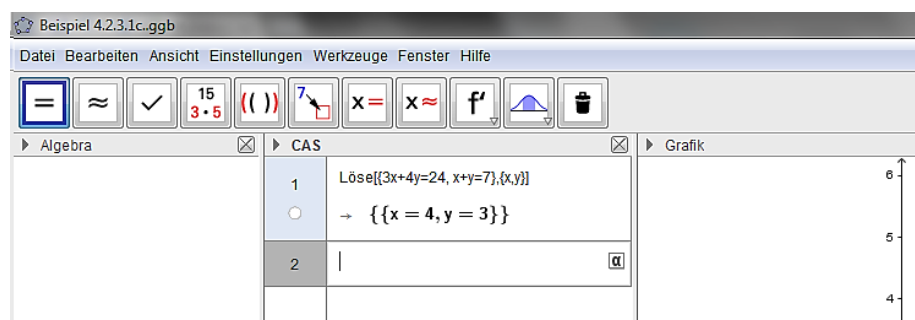 Beispiel 4.2.3.1c..ggb
Datei Bearbeiten Ansicht Einstellungen Werkzeuge Fenster Hilfe
= ≈ ✓ 15 3·5 (( )) 7 x= x≈ f'
Algebra CAS Grafik
1 Löse[{3x+4y=24, x+y=7},{x,y}]
→ {{x = 4, y = 3}}
2 α
6
5
4